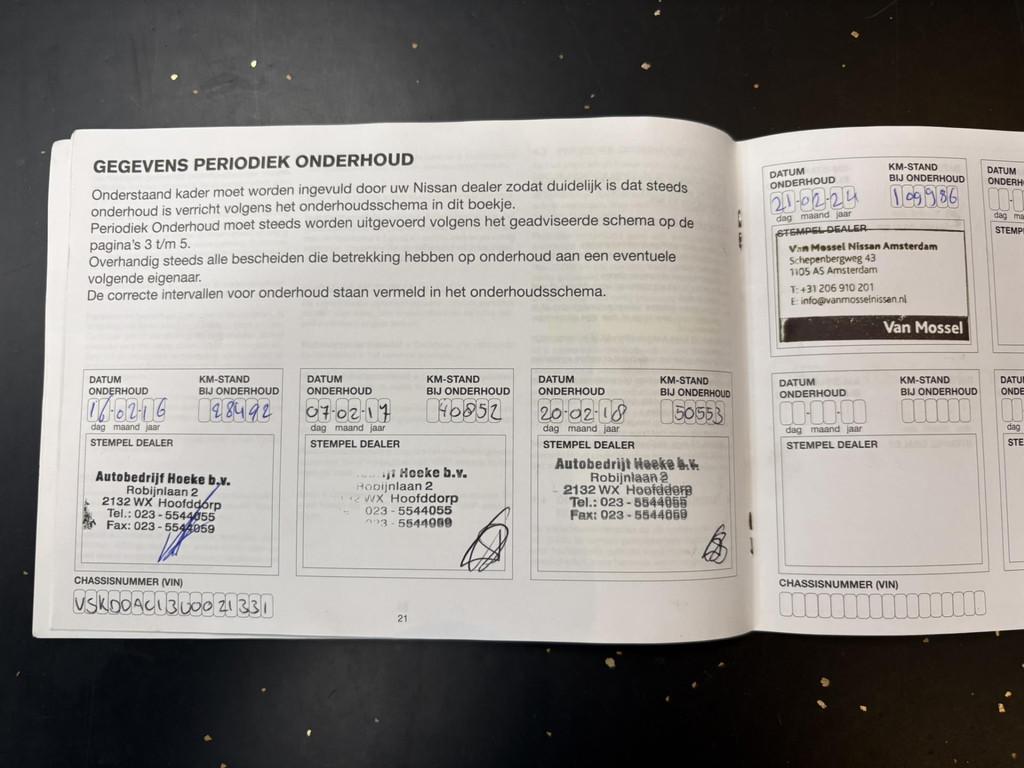 GEGEVENS PERIODIEK ONDERHOUD
Onderstaand kader moet worden ingevuld door uw Nissan dealer zodat duidelijk is dat steeds
onderhoud is verricht volgens het onderhoudsschema in dit boekje.
Periodiek Onderhoud moet steeds worden uitgevoerd volgens het geadviseerde schema op de
pagina's 3 t/m 5.
Overhandig steeds alle bescheiden die betrekking hebben op onderhoud aan een eventuele
volgende eigenaar.
De correcte intervallen voor onderhoud staan vermeld in het onderhoudsschema.
DATUM
ONDERHOUD
KM-STAND
BIJ ONDERHOUD
16-02-16
28492
dag maand jaar
STEMPEL DEALER
Autobedrijf Hoeke b.v.
Robijnlaan 2
2132 WX Hoofddorp
Tel.: 023 - 5544055
Fax: 023 - 5544059
CHASSISNUMMER (VIN)
VSKDDAC13U0021331
DATUM
ONDERHOUD
KM-STAND
BIJ ONDERHOUD
07-02-17
40852
dag maand jaar
STEMPEL DEALER
Hoeke b.v.
Robijnlaan 2
WX Hoofddorp
023 - 5544055
023 - 5544059
DATUM
ONDERHOUD
KM-STAND
BIJ ONDERHOUD
20-02-18
50553
dag maand jaar
STEMPEL DEALER
Autobedrijf Hoeke b.v.
Robijnlaan 2
2132 WX Hoofddorp
Tel.: 023 - 5544055
Fax: 023 - 5544059
21
DATUM
ONDERHOUD
KM-STAND
BIJ ONDERHOUD
21-02-24
109986
dag maand jaar
STEMPEL DEALER
Van Mossel Nissan Amsterdam
Schepenbergweg 43
1105 AS Amsterdam
T: +31 206 910 201
E: info@vanmosselnissan.nl
Van Mossel
DATUM
ONDERHOUD
KM-STAND
BIJ ONDERHOUD
dag maand jaar
STEMPEL DEALER
CHASSISNUMMER (VIN)
DATUM